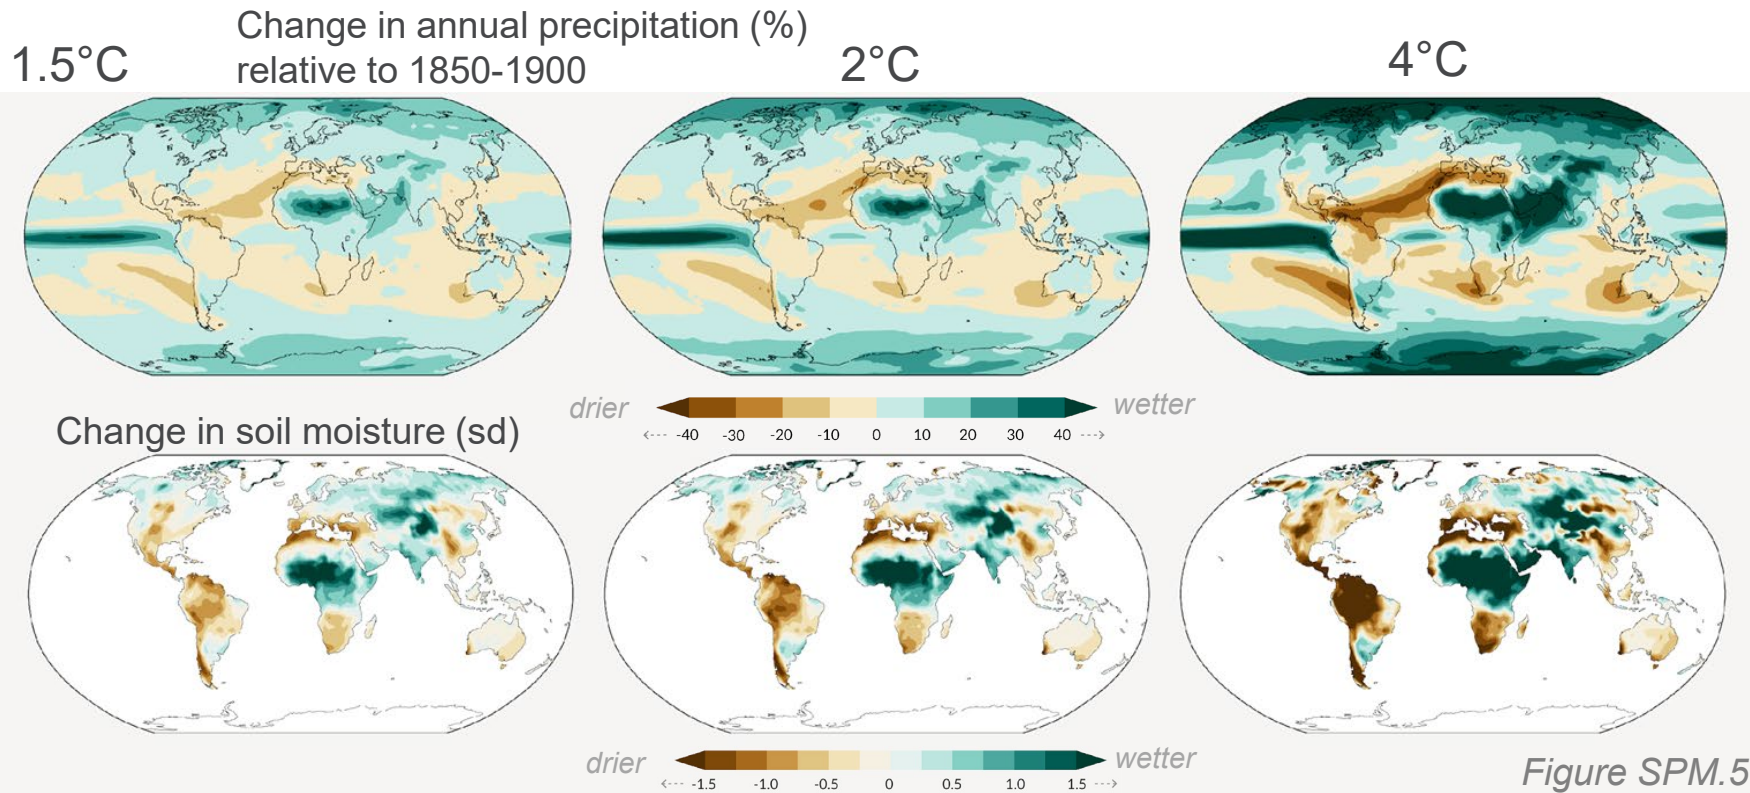 Change in annual precipitation (%)
relative to 1850-1900
1.5°C
2°C
4°C
drier
wetter
<--- -40 -30 -20 -10 0 10 20 30 40 --->
Change in soil moisture (sd)
drier
wetter
<--- -1.5 -1.0 -0.5 0 0.5 1.0 1.5 --->
Figure SPM.5